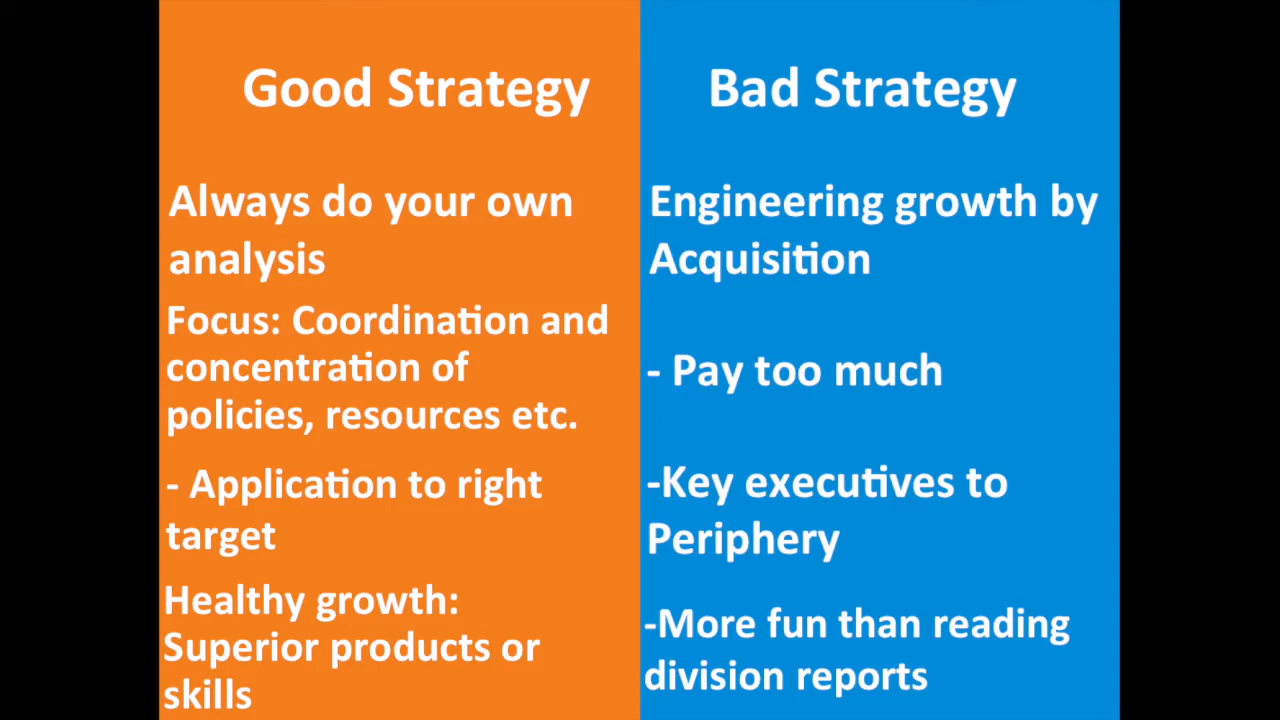 Good Strategy
Always do your own
analysis
Focus: Coordination and
concentration of
policies, resources etc.
- Application to right
target
Healthy growth:
Superior products or
skills
Bad Strategy
Engineering growth by
Acquisition
- Pay too much
-Key executives to
Periphery
-More fun than reading
division reports